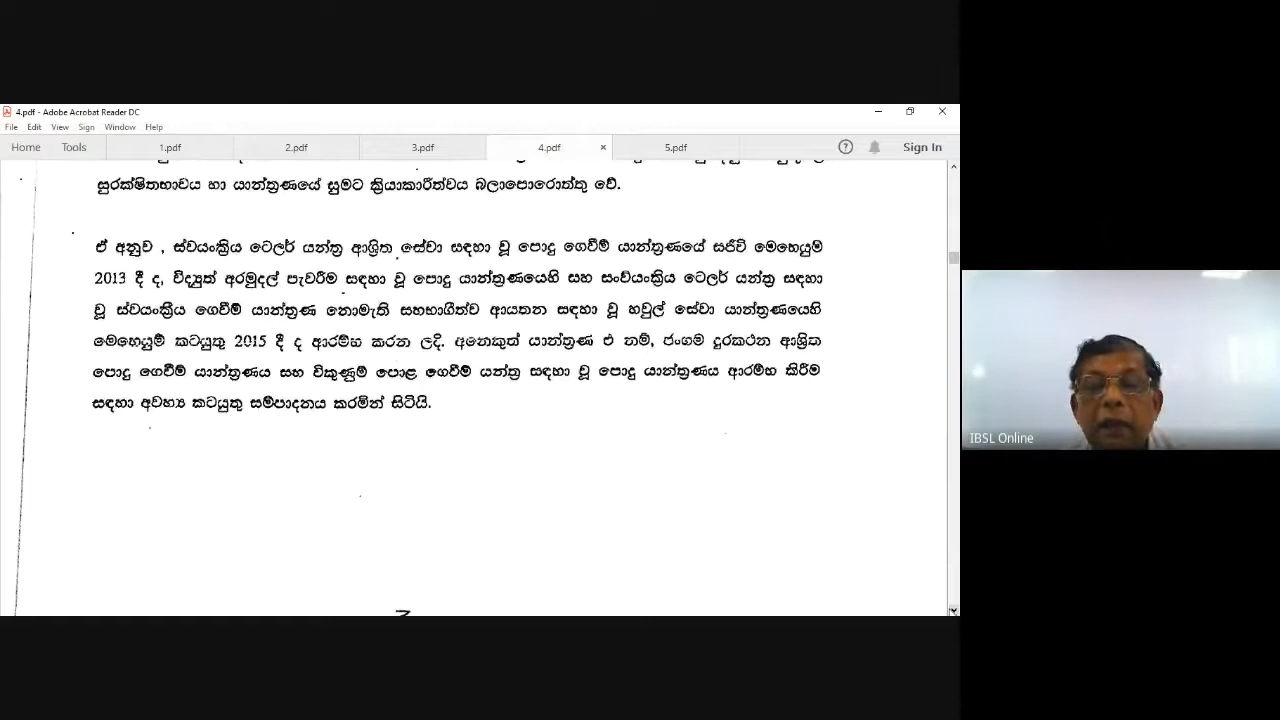 4.pdf - Adobe Acrobat Reader DC
File Edit View Sign Window Help
Home Tools 1.pdf 2.pdf 3.pdf 4.pdf × 5.pdf Sign In
සුරක්ෂිතභාවය හා යාන්ත්‍රණයේ සුමට ක්‍රියාකාරීත්වය බලාපොරොත්තු වේ.
ඒ අනුව , ස්වයංක්‍රිය ටෙලර් යන්ත්‍ර ආශ්‍රිත සේවා සඳහා වූ පොදු ගෙවීම් යාන්ත්‍රණයේ සජීවී මෙහෙයුම්
2013 දී ද, විද්‍යුත් අරමුදල් පැවරීම සඳහා වූ පොදු යාන්ත්‍රණයෙහි සහ සංව්යංක්‍රිය ටෙලර් යන්ත්‍ර සඳහා
වූ ස්වයංක්‍රීය ගෙවීම් යාන්ත්‍රණ නොමැති සහභාගීත්ව ආයතන සඳහා වූ හවුල් සේවා යාන්ත්‍රණයෙහි
මෙහෙයුම් කටයුතු 2015 දී ද ආරම්භ කරන ලදි. අනෙකුත් යාන්ත්‍රණ එ නම්, ජංගම දුරකථන ආශ්‍රිත
පොදු ගෙවීම් යාන්ත්‍රණය සහ විකුණුම් පොළ ගෙවීම් යන්ත්‍ර සඳහා වූ පොදු යාන්ත්‍රණය ආරම්භ කිරීම
සඳහා අවහ්‍ය කටයුතු සම්පාදනය කරමින් සිටියි.
IBSL Online